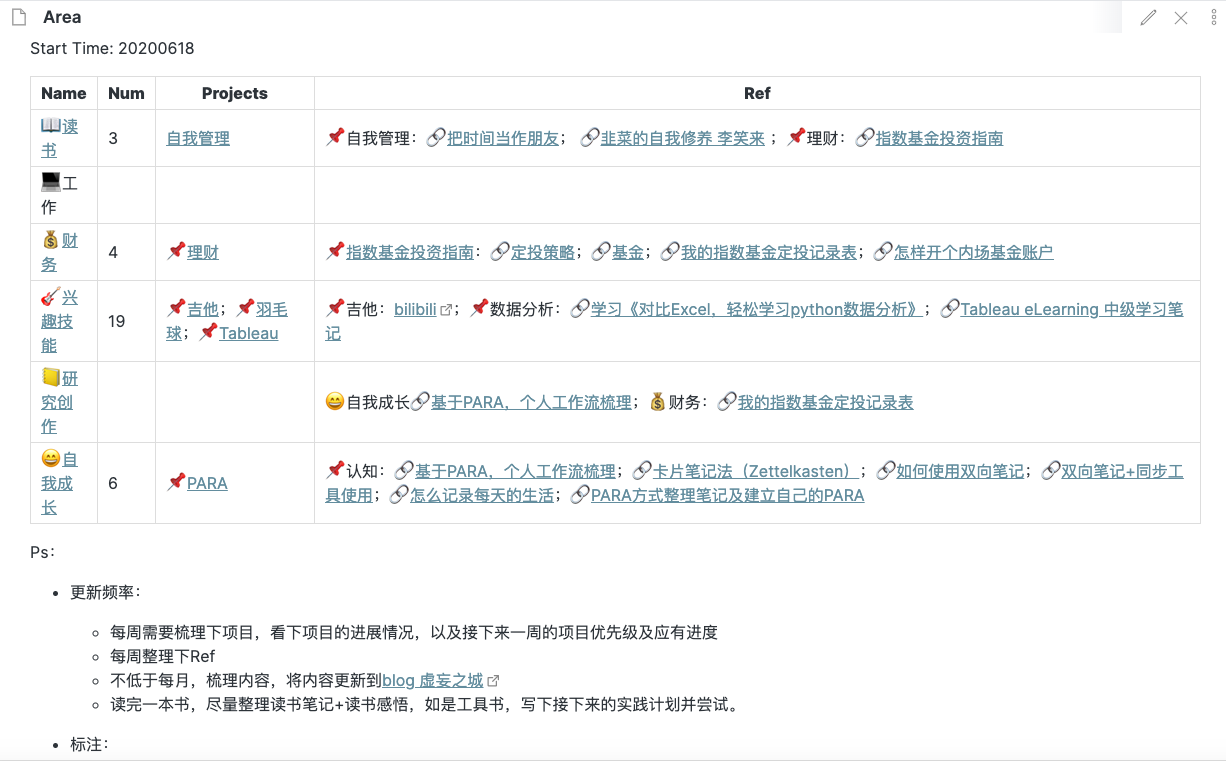 Area
Start Time: 20200618
Name Num Projects Ref
📖读书 3 自我管理 📌自我管理：🔗把时间当作朋友； 🔗韭菜的自我修养 李笑来 ；📌理财：🔗指数基金投资指南
💻工作
💰财务 4 📌理财 📌指数基金投资指南：🔗定投策略；🔗基金；🔗我的指数基金定投记录表；🔗怎样开个内场基金账户
🎸兴趣技能 19 📌吉他；📌羽毛球；📌Tableau 📌吉他：bilibili；📌数据分析：🔗学习《对比Excel，轻松学习python数据分析》；🔗Tableau eLearning 中级学习笔记
📒研究创作 😄自我成长🔗基于PARA，个人工作流梳理；💰财务：🔗我的指数基金定投记录表
😄自我成长 6 📌PARA 📌认知：🔗基于PARA，个人工作流梳理；🔗卡片笔记法（Zettelkasten）；🔗如何使用双向笔记；🔗双向笔记+同步工具使用；🔗怎么记录每天的生活；🔗PARA方式整理笔记及建立自己的PARA
Ps：
更新频率：
每周需要梳理下项目，看下项目的进展情况，以及接下来一周的项目优先级及应有进度
每周整理下Ref
不低于每月，梳理内容，将内容更新到blog 虚妄之城
读完一本书，尽量整理读书笔记+读书感悟，如是工具书，写下接下来的实践计划并尝试。
标注：